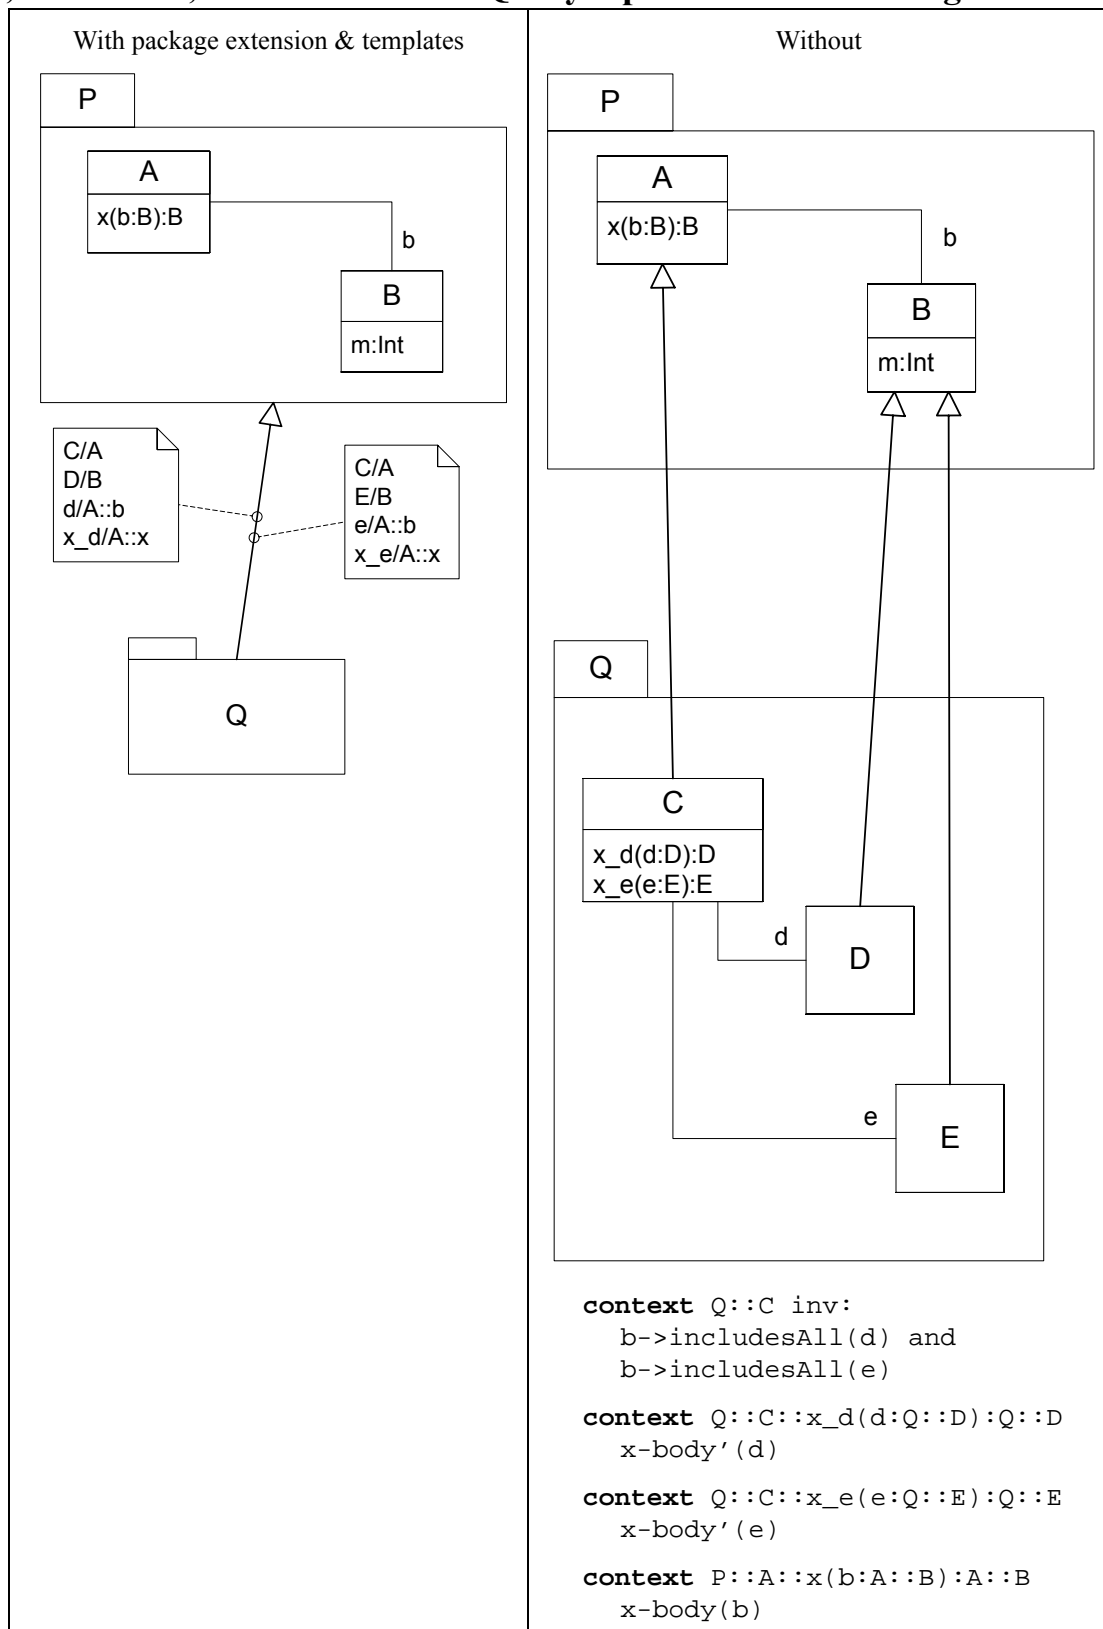 With package extension & templates
P
A
x(b:B):B
b
B
m:Int
C/A
D/B
d/A::b
x_d/A::x
C/A
E/B
e/A::b
x_e/A::x
Q
Without
P
A
x(b:B):B
b
B
m:Int
Q
C
x_d(d:D):D
x_e(e:E):E
d
D
e
E
context Q::C inv:
b->includesAll(d) and
b->includesAll(e)
context Q::C::x_d(d:Q::D):Q::D
x-body’(d)
context Q::C::x_e(e:Q::E):Q::E
x-body’(e)
context P::A::x(b:A::B):A::B
x-body(b)